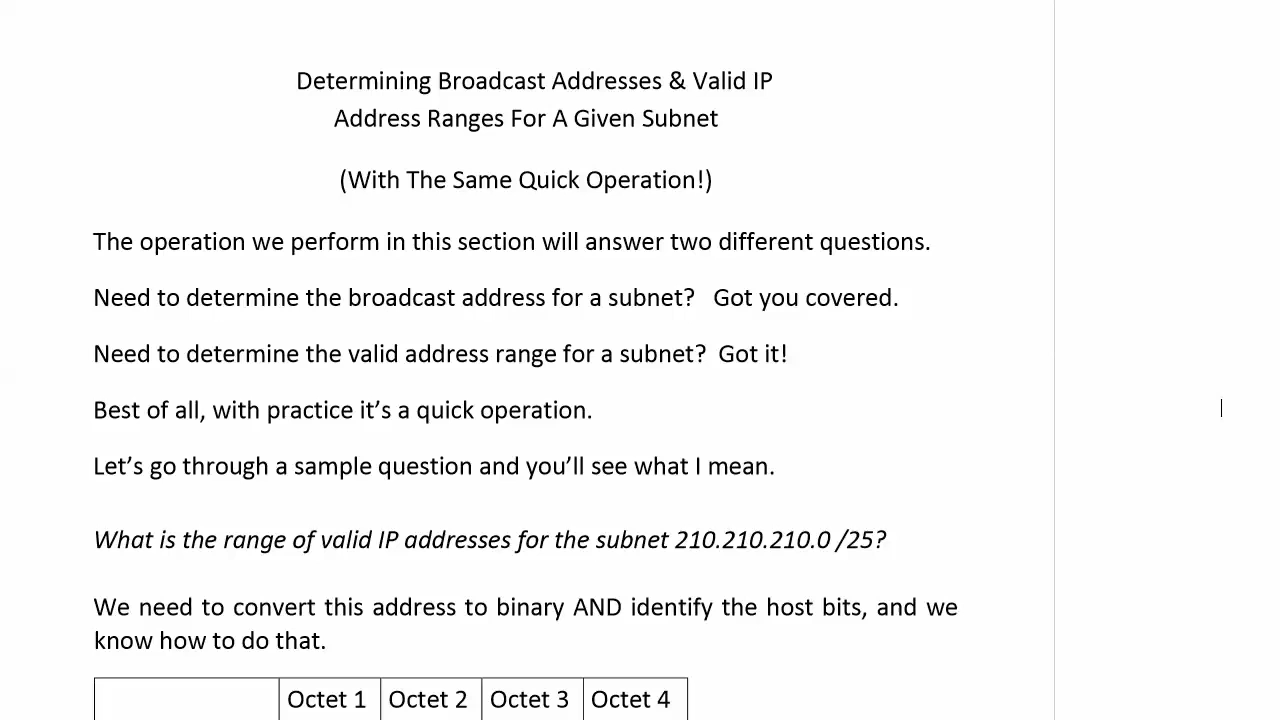 Determining Broadcast Addresses & Valid IP
Address Ranges For A Given Subnet
(With The Same Quick Operation!)
The operation we perform in this section will answer two different questions.
Need to determine the broadcast address for a subnet?   Got you covered.
Need to determine the valid address range for a subnet?  Got it!
Best of all, with practice it’s a quick operation.
Let’s go through a sample question and you’ll see what I mean.
What is the range of valid IP addresses for the subnet 210.210.210.0 /25?
We need to convert this address to binary AND identify the host bits, and we
know how to do that.
Octet 1 Octet 2 Octet 3 Octet 4